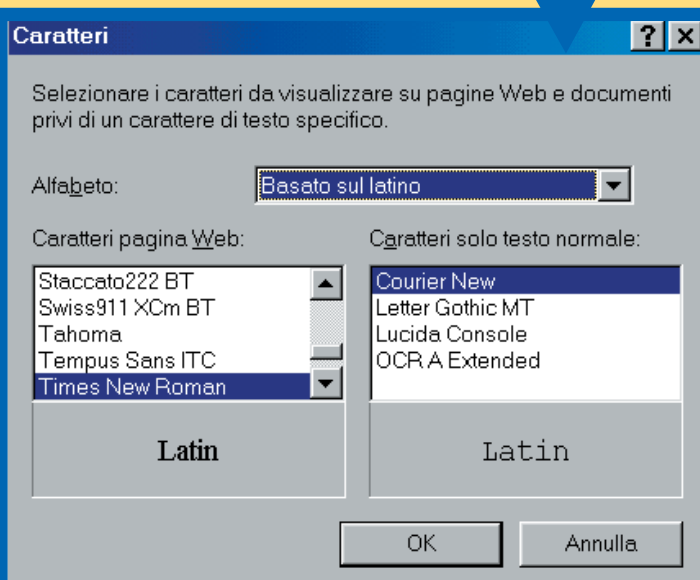 Caratteri
Selezionare i caratteri da visualizzare su pagine Web e documenti
privi di un carattere di testo specifico.
Alfabeto:
Basato sul latino
Caratteri pagina Web:
Staccato222 BT
Swiss911 XCm BT
Tahoma
Tempus Sans ITC
Times New Roman
Latin
Caratteri solo testo normale:
Courier New
Letter Gothic MT
Lucida Console
OCR A Extended
Latin
OK
Annulla